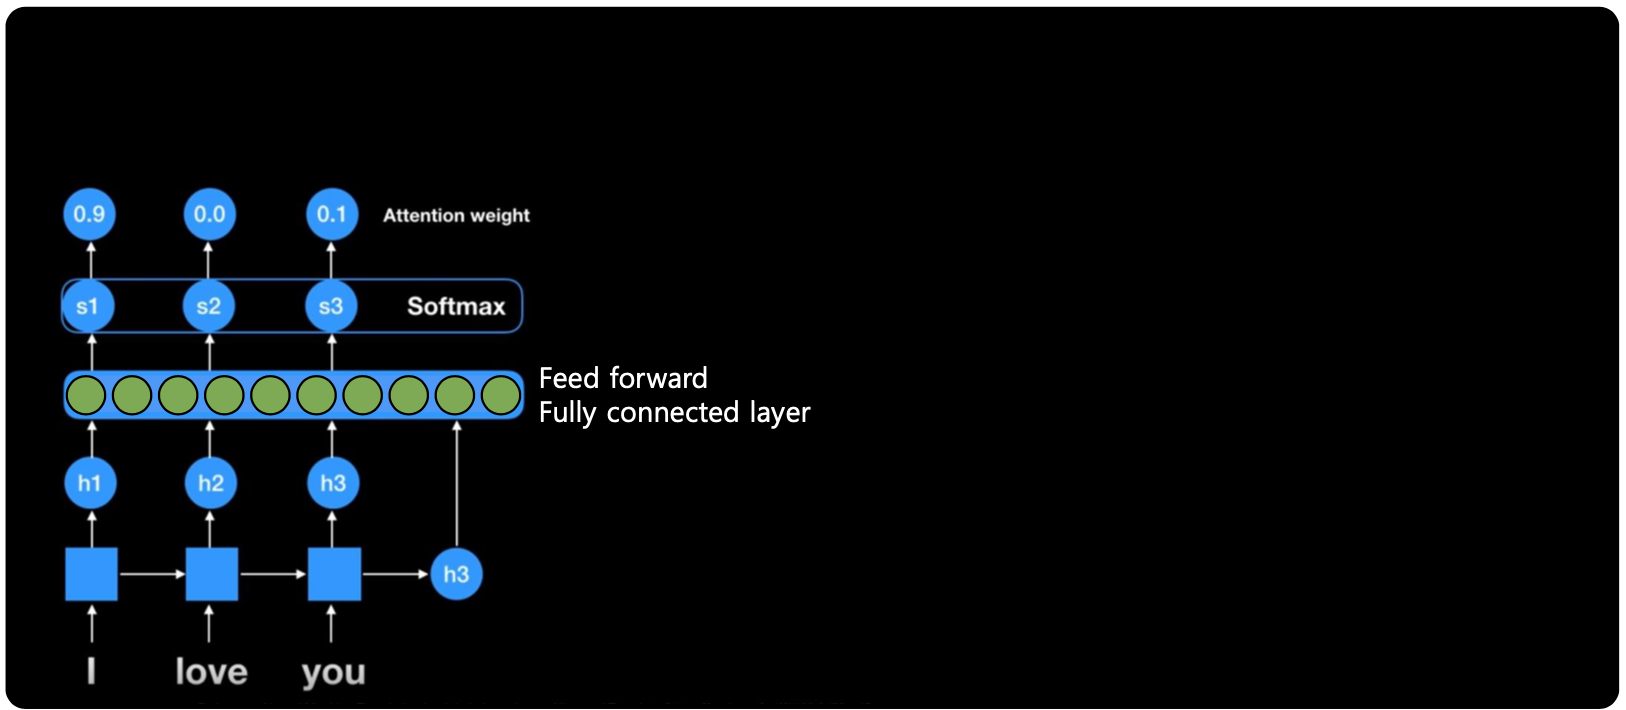 0.9 0.0 0.1 Attention weight
s1 s2 s3 Softmax
Feed forward
Fully connected layer
h1 h2 h3
h3
I love you